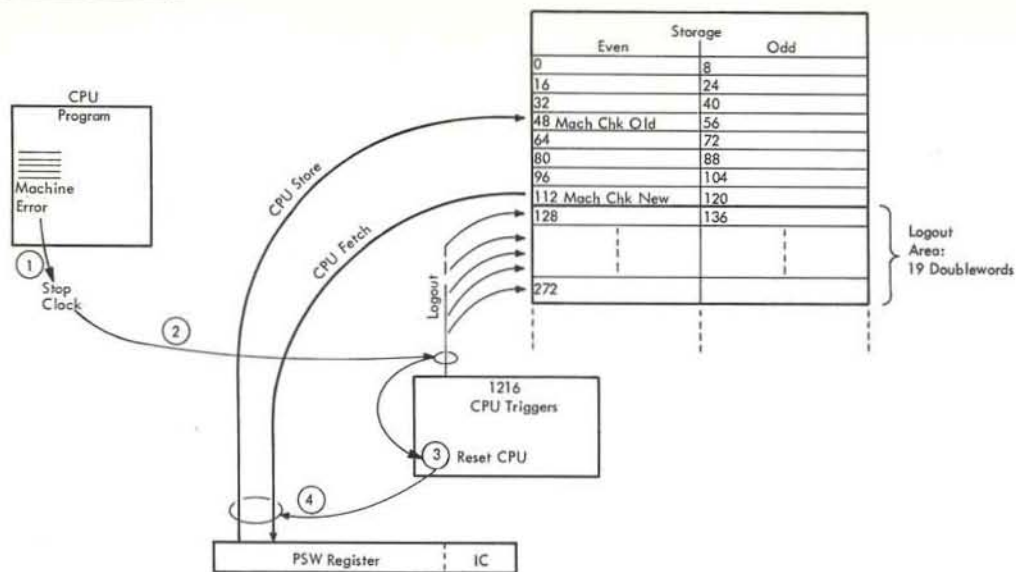 Storage
Even Odd
0 8
16 24
32 40
48 Mach Chk Old 56
64 72
80 88
96 104
112 Mach Chk New 120
128 136
272
Logout
Area:
19 Doublewords
CPU
Program
Machine
Error
1
Stop
Clock
2
CPU Store
CPU Fetch
Logout
1216
CPU Triggers
3 Reset CPU
4
PSW Register IC